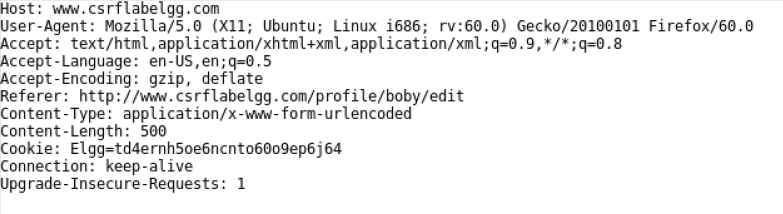 Host: www.csrflabelgg.com
User-Agent: Mozilla/5.0 (X11; Ubuntu; Linux i686; rv:60.0) Gecko/20100101 Firefox/60.0
Accept: text/html,application/xhtml+xml,application/xml;q=0.9,*/*;q=0.8
Accept-Language: en-US,en;q=0.5
Accept-Encoding: gzip, deflate
Referer: http://www.csrflabelgg.com/profile/boby/edit
Content-Type: application/x-www-form-urlencoded
Content-Length: 500
Cookie: Elgg=td4ernh5oe6ncnto60o9ep6j64
Connection: keep-alive
Upgrade-Insecure-Requests: 1